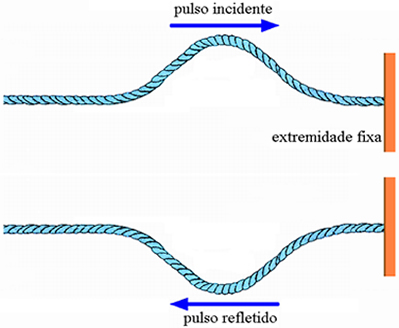 pulso incidente
extremidade fixa
pulso refletido